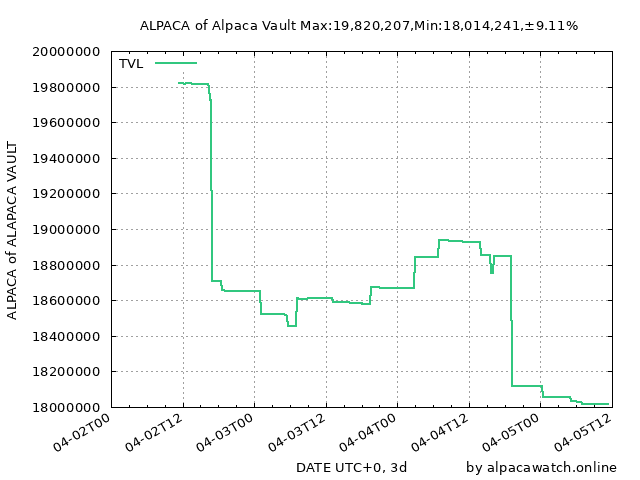 ALPACA of Alpaca Vault Max:19,820,207,Min:18,014,241,±9.11%
TVL
ALPACA of ALAPACA VAULT
20000000
19800000
19600000
19400000
19200000
19000000
18800000
18600000
18400000
18200000
18000000
04-02T00
04-02T12
04-03T00
04-03T12
04-04T00
04-04T12
04-05T00
04-05T12
DATE UTC+0, 3d
by alpacawatch.online